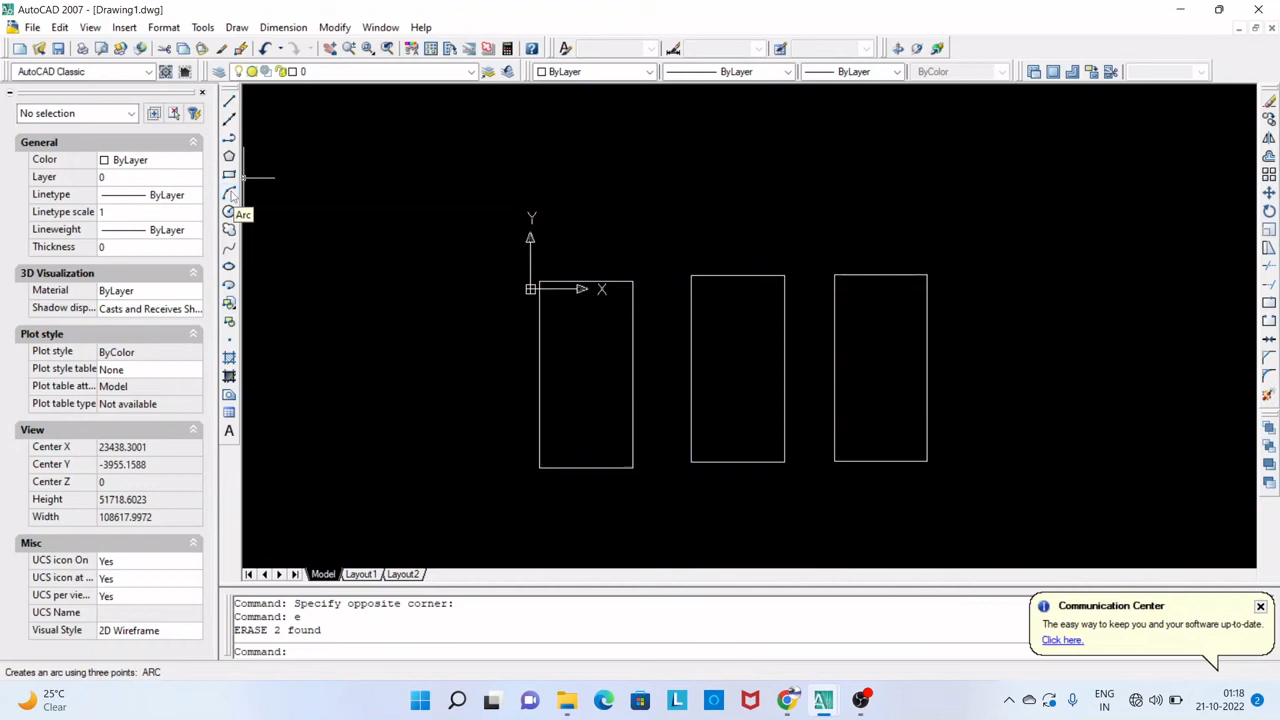 AutoCAD 2007 - [Drawing1.dwg]
File Edit View Insert Format Tools Draw Dimension Modify Express Window Help
AutoCAD Classic 0 ByLayer ByLayer ByLayer ByColor
No selection
General
Color ByLayer
Layer 0
Linetype ByLayer
Linetype scale 1
Lineweight ByLayer
Thickness 0
3D Visualization
Material ByLayer
Shadow disp... Casts and Receives Sh...
Plot style
Plot style ByColor
Plot style table None
Plot table att... Model
Plot table type Not available
View
Center X 23438.3001
Center Y -3955.1588
Center Z 0
Height 51718.6023
Width 108617.9972
Misc
UCS icon On Yes
UCS icon at ... Yes
UCS per vie... Yes
UCS Name
Visual Style 2D Wireframe
Arc
A
Y
X
Model Layout1 Layout2
Command: Specify opposite corner:
Command: e
ERASE 2 found
Command:
Communication Center
The easy way to keep you and your software up-to-date.
Click here.
Creates an arc using three points: ARC
25°C
Clear
L
ENG
IN
01:18
21-10-2022
2